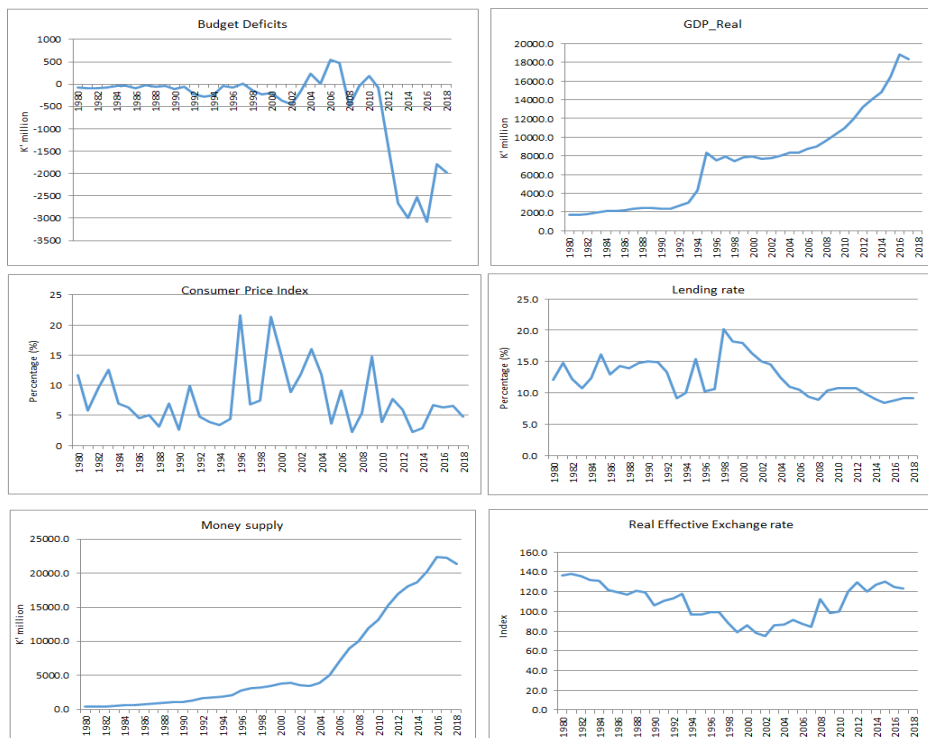 Budget Deficits
K' million
1000
500
0
-500
-1000
-1500
-2000
-2500
-3000
-3500
1980 1982 1984 1986 1988 1990 1992 1994 1996 1998 2000 2002 2004 2006 2008 2010 2012 2014 2016 2018
GDP_Real
K' million
20000.0
18000.0
16000.0
14000.0
12000.0
10000.0
8000.0
6000.0
4000.0
2000.0
0.0
1980 1982 1984 1986 1988 1990 1992 1994 1996 1998 2000 2002 2004 2006 2008 2010 2012 2014 2016 2018
Consumer Price Index
Percentage (%)
25
20
15
10
5
0
1980 1982 1984 1986 1988 1990 1992 1994 1996 1998 2000 2002 2004 2006 2008 2010 2012 2014 2016 2018
Lending rate
Percentage (%)
25.0
20.0
15.0
10.0
5.0
0.0
1980 1982 1984 1986 1988 1990 1992 1994 1996 1998 2000 2002 2004 2006 2008 2010 2012 2014 2016 2018
Money supply
K' million
25000.0
20000.0
15000.0
10000.0
5000.0
0.0
1980 1982 1984 1986 1988 1990 1992 1994 1996 1998 2000 2002 2004 2006 2008 2010 2012 2014 2016 2018
Real Effective Exchange rate
Index
160.0
140.0
120.0
100.0
80.0
60.0
40.0
20.0
0.0
1980 1982 1984 1986 1988 1990 1992 1994 1996 1998 2000 2002 2004 2006 2008 2010 2012 2014 2016 2018